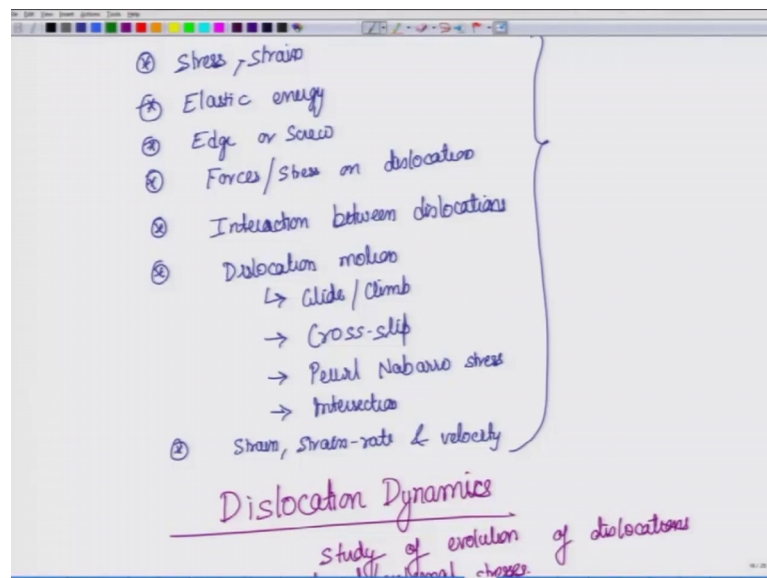 Stress, Strain
Elastic energy
Edge or Screw
Forces/Stress on dislocation
Interaction between dislocations
Dislocation motion
↳ Glide/Climb
→ Cross-slip
→ Peierl Nabarro stress
→ Intersection
Strain, Strain-rate & velocity
Dislocation Dynamics
study of evolution of dislocations
stresses.